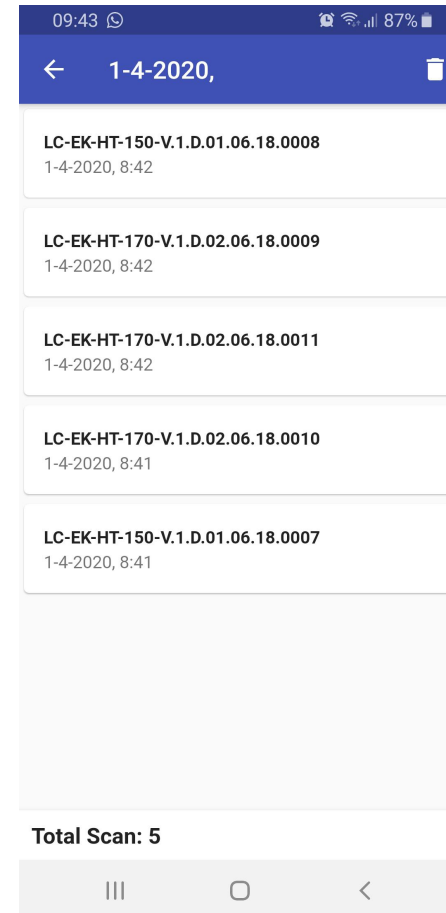 09:43 87%
1-4-2020,
LC-EK-HT-150-V.1.D.01.06.18.0008
1-4-2020, 8:42
LC-EK-HT-170-V.1.D.02.06.18.0009
1-4-2020, 8:42
LC-EK-HT-170-V.1.D.02.06.18.0011
1-4-2020, 8:42
LC-EK-HT-170-V.1.D.02.06.18.0010
1-4-2020, 8:41
LC-EK-HT-150-V.1.D.01.06.18.0007
1-4-2020, 8:41
Total Scan: 5